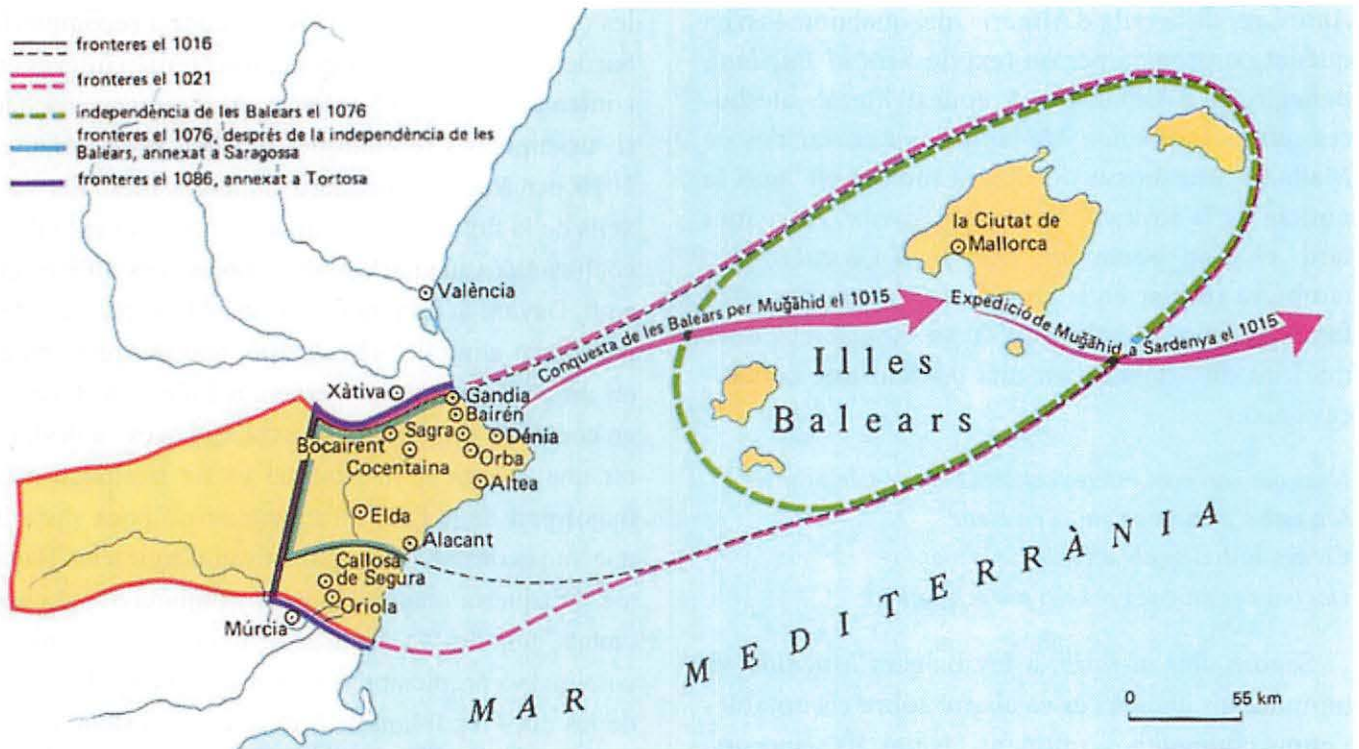 fronteres el 1016
fronteres el 1021
independència de les Balears el 1076
fronteres el 1076, després de la independència de les
Balears, annexat a Saragossa
fronteres el 1086, annexat a Tortosa
la Ciutat de
Mallorca
València
Conquesta de les Balears per Muǧāhid el 1015
Expedició de Muǧāhid a Sardenya el 1015
Illes
Balears
Xàtiva
Gandia
Bairén
Bocairent
Sagra
Dénia
Cocentaina
Orba
Altea
Elda
Alacant
Callosa
de Segura
Oriola
Múrcia
MAR MEDITERRÀNIA
0 55 km